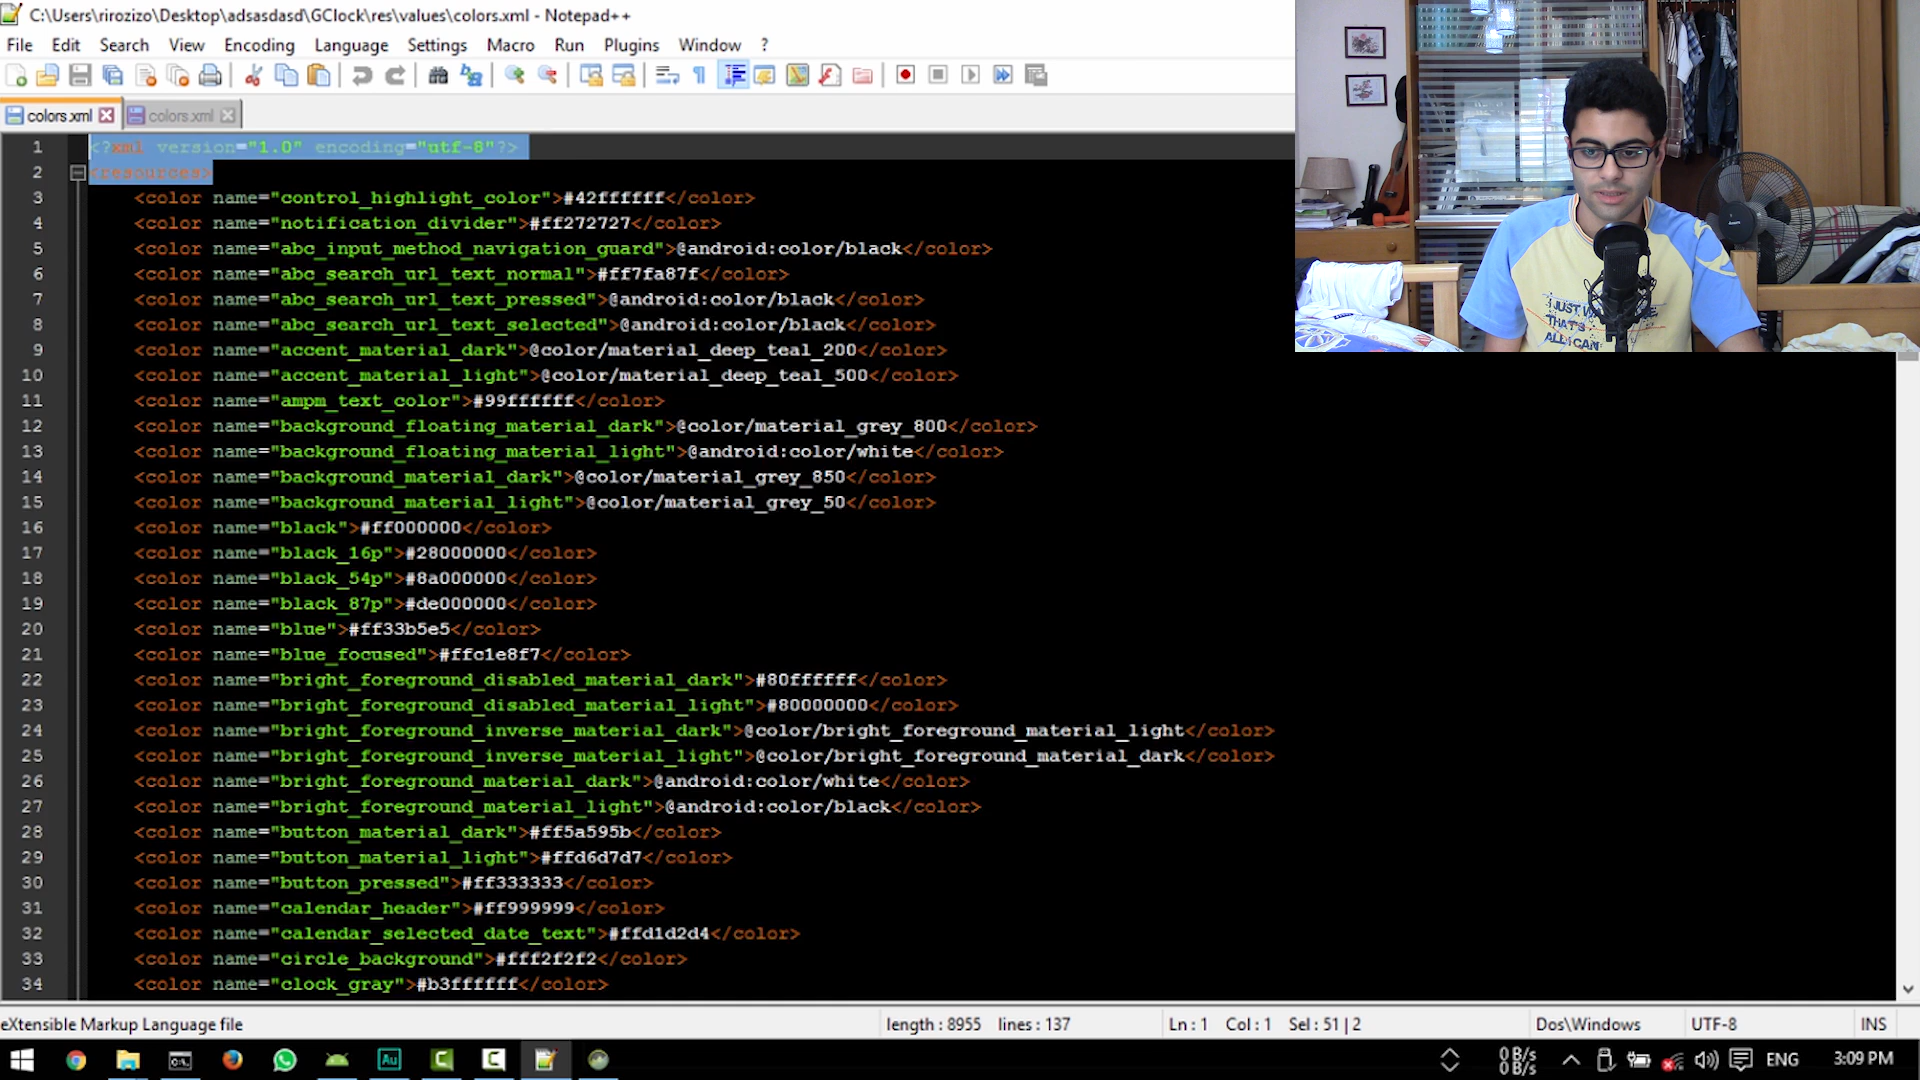 C:\Users\rirozizo\Desktop\adsasdasd\GClock\res\values\colors.xml - Notepad++
File Edit Search View Encoding Language Settings Macro Run Plugins Window ?
colors.xml colors.xml
1 <?xml version="1.0" encoding="utf-8"?>
2 <resources>
3 <color name="control_highlight_color">#42ffffff</color>
4 <color name="notification_divider">#ff272727</color>
5 <color name="abc_input_method_navigation_guard">@android:color/black</color>
6 <color name="abc_search_url_text_normal">#ff7fa87f</color>
7 <color name="abc_search_url_text_pressed">@android:color/black</color>
8 <color name="abc_search_url_text_selected">@android:color/black</color>
9 <color name="accent_material_dark">@color/material_deep_teal_200</color>
10 <color name="accent_material_light">@color/material_deep_teal_500</color>
11 <color name="ampm_text_color">#99ffffff</color>
12 <color name="background_floating_material_dark">@color/material_grey_800</color>
13 <color name="background_floating_material_light">@android:color/white</color>
14 <color name="background_material_dark">@color/material_grey_850</color>
15 <color name="background_material_light">@color/material_grey_50</color>
16 <color name="black">#ff000000</color>
17 <color name="black_16p">#28000000</color>
18 <color name="black_54p">#8a000000</color>
19 <color name="black_87p">#de000000</color>
20 <color name="blue">#ff33b5e5</color>
21 <color name="blue_focused">#ffc1e8f7</color>
22 <color name="bright_foreground_disabled_material_dark">#80ffffff</color>
23 <color name="bright_foreground_disabled_material_light">#80000000</color>
24 <color name="bright_foreground_inverse_material_dark">@color/bright_foreground_material_light</color>
25 <color name="bright_foreground_inverse_material_light">@color/bright_foreground_material_dark</color>
26 <color name="bright_foreground_material_dark">@android:color/white</color>
27 <color name="bright_foreground_material_light">@android:color/black</color>
28 <color name="button_material_dark">#ff5a595b</color>
29 <color name="button_material_light">#ffd6d7d7</color>
30 <color name="button_pressed">#ff333333</color>
31 <color name="calendar_header">#ff999999</color>
32 <color name="calendar_selected_date_text">#ffd1d2d4</color>
33 <color name="circle_background">#fff2f2f2</color>
34 <color name="clock_gray">#b3ffffff</color>
I JUST WA
THAT'S
ALL I CAN
eXtensible Markup Language file length : 8955 lines : 137 Ln : 1 Col : 1 Sel : 51 | 2 Dos\Windows UTF-8 INS
Au
0 B/s
0 B/s
ENG 3:09 PM